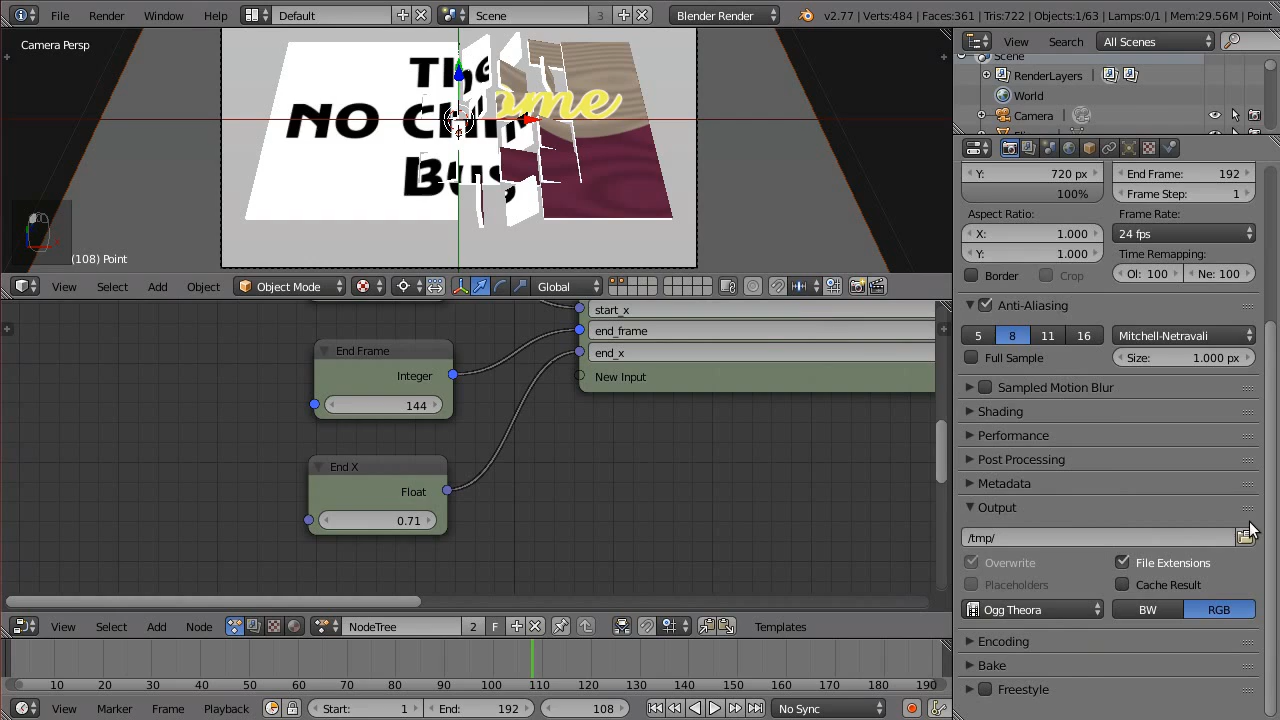 File Render Window Help Default Scene 3 Blender Render v2.77 | Verts:484 | Faces:361 | Tris:722 | Objects:1/63 | Lamps:0/1 | Mem:29.56M | Point
Camera Persp
The
NO CHIN
Bus
ome
(108) Point
View Select Add Object Object Mode Global
End Frame
Integer
144
End X
Float
0.71
start_x
end_frame
end_x
New Input
View Select Add Node NodeTree 2 F Templates
10 20 30 40 50 60 70 80 90 100 110 120 130 140 150 160 170 180 190
View Marker Frame Playback Start: 1 End: 192 108 No Sync
View Search All Scenes
Scene
RenderLayers
World
Camera
Y: 720 px End Frame: 192
100% Frame Step: 1
Aspect Ratio: Frame Rate:
X: 1.000 24 fps
Y: 1.000 Time Remapping:
Border Crop Ol: 100 Ne: 100
Anti-Aliasing
5 8 11 16 Mitchell-Netravali
Full Sample Size: 1.000 px
Sampled Motion Blur
Shading
Performance
Post Processing
Metadata
Output
/tmp/
Overwrite File Extensions
Placeholders Cache Result
Ogg Theora BW RGB
Encoding
Bake
Freestyle